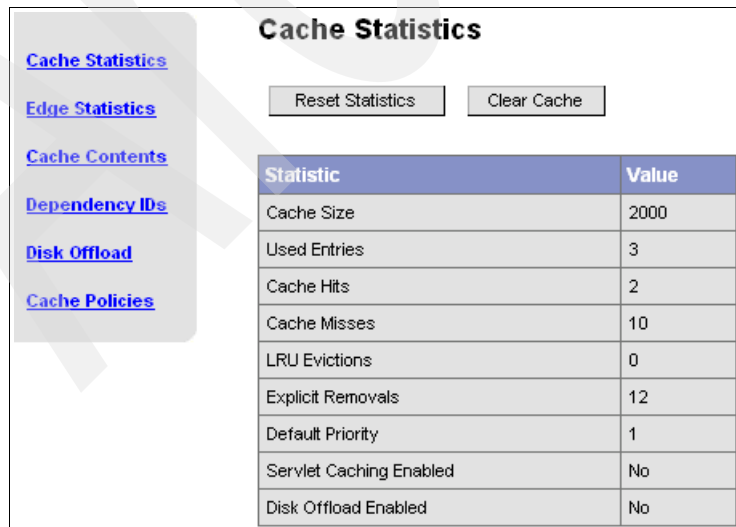 Cache Statistics
Edge Statistics
Cache Contents
Dependency IDs
Disk Offload
Cache Policies
Cache Statistics
Reset Statistics Clear Cache
Statistic Value
Cache Size 2000
Used Entries 3
Cache Hits 2
Cache Misses 10
LRU Evictions 0
Explicit Removals 12
Default Priority 1
Servlet Caching Enabled No
Disk Offload Enabled No